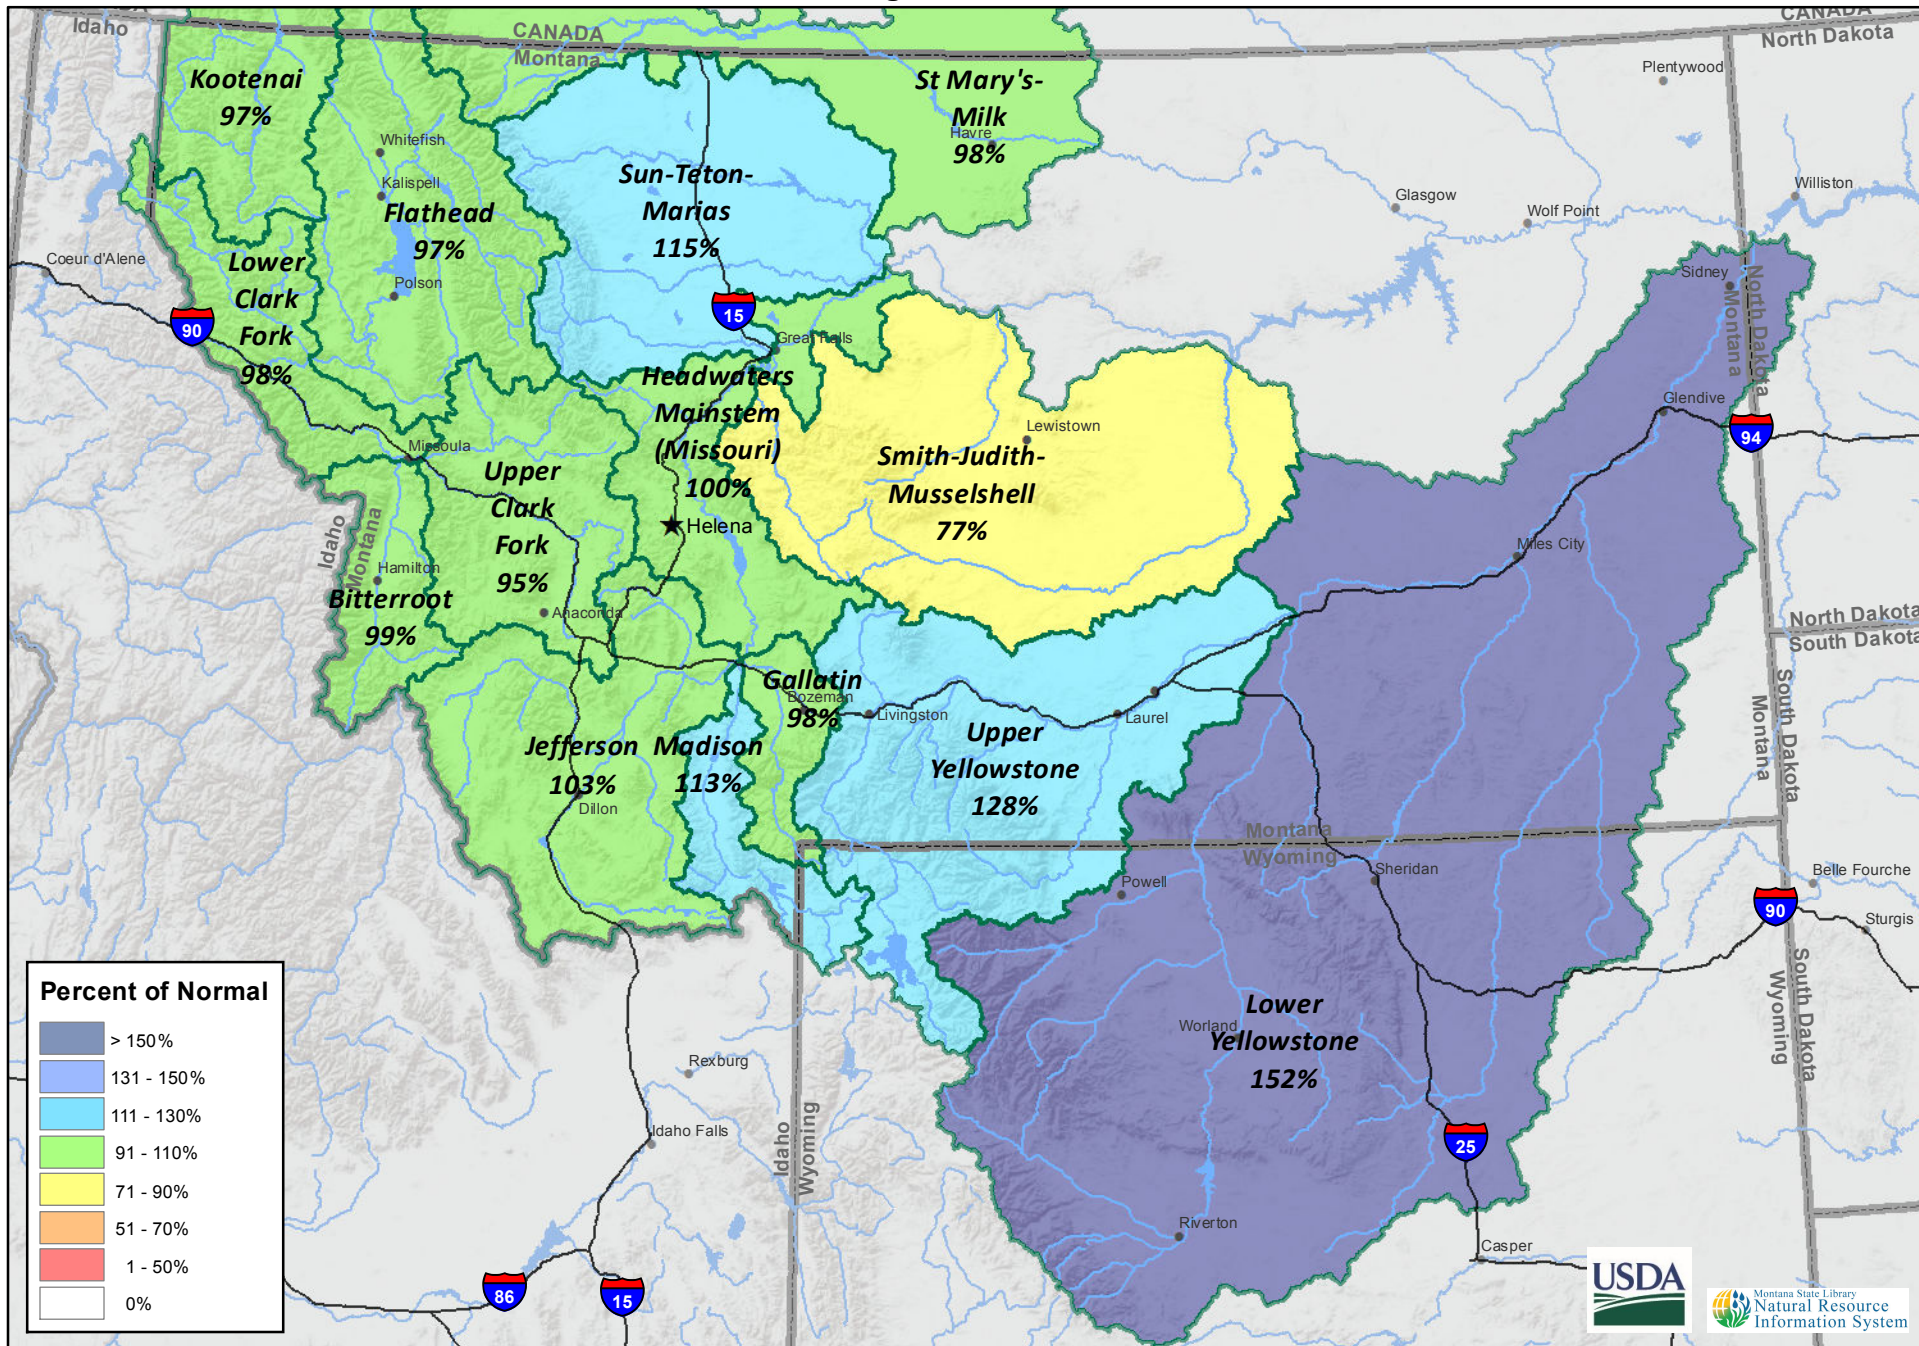 CANADA
Idaho
CANADA
Montana
CANADA
North Dakota
Kootenai
97%
St Mary's-
Milk
Havre
98%
Plentywood
Whitefish
Kalispell
Flathead
97%
Polson
Sun-Teton-
Marias
115%
Glasgow
Wolf Point
Williston
Coeur d'Alene
Lower
Clark
Fork
98%
90
15
Great Falls
Sidney
North Dakota
Montana
Headwaters
Mainstem
(Missouri)
100%
Helena
Glendive
94
Lewistown
Smith-Judith-
Musselshell
77%
Missoula
Upper
Clark
Fork
95%
Anaconda
Idaho
Montana
Hamilton
Bitterroot
99%
Miles City
North Dakota
South Dakota
South Dakota
Montana
Gallatin
Bozeman
98%
Livingston
Laurel
Upper
Yellowstone
128%
Jefferson
103%
Dillon
Madison
113%
Montana
Wyoming
Powell
Sheridan
Belle Fourche
90
Sturgis
South Dakota
Wyoming
Lower
Yellowstone
152%
Worland
Rexburg
Idaho Falls
Idaho
Wyoming
25
Riverton
Casper
86
15
Percent of Normal
> 150%
131 - 150%
111 - 130%
91 - 110%
71 - 90%
51 - 70%
1 - 50%
0%
USDA
Montana State Library
Natural Resource
Information System